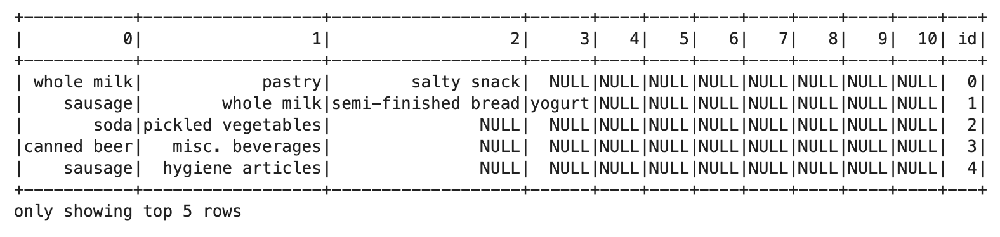 +-----------+------------------+-------------------+------+----+----+----+----+----+----+----+---+
|          0|                 1|                  2|     3|   4|   5|   6|   7|   8|   9|  10| id|
+-----------+------------------+-------------------+------+----+----+----+----+----+----+----+---+
| whole milk|            pastry|        salty snack|  NULL|NULL|NULL|NULL|NULL|NULL|NULL|NULL|  0|
|    sausage|        whole milk|semi-finished bread|yogurt|NULL|NULL|NULL|NULL|NULL|NULL|NULL|  1|
|       soda|pickled vegetables|               NULL|  NULL|NULL|NULL|NULL|NULL|NULL|NULL|NULL|  2|
|canned beer|   misc. beverages|               NULL|  NULL|NULL|NULL|NULL|NULL|NULL|NULL|NULL|  3|
|    sausage|  hygiene articles|               NULL|  NULL|NULL|NULL|NULL|NULL|NULL|NULL|NULL|  4|
+-----------+------------------+-------------------+------+----+----+----+----+----+----+----+---+
only showing top 5 rows